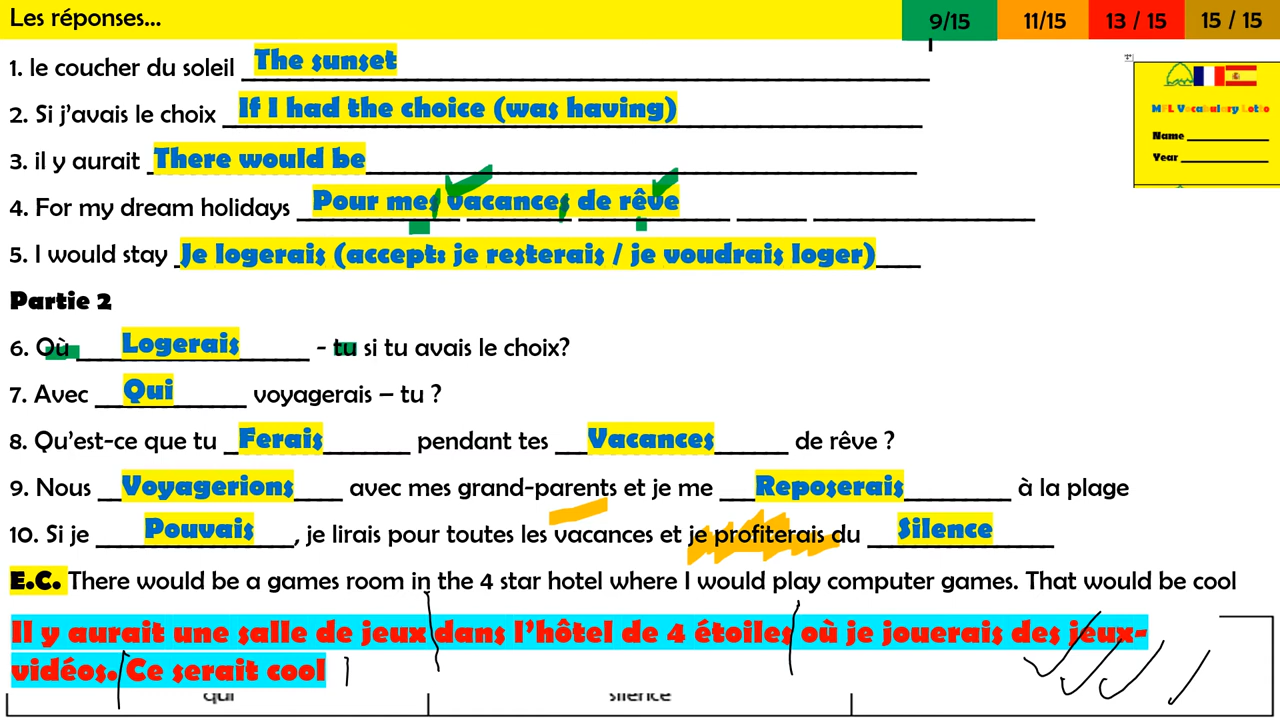 Les réponses...
9/15 11/15 13 / 15 15 / 15
1. le coucher du soleil The sunset
2. Si j'avais le choix If I had the choice (was having)
3. il y aurait There would be
4. For my dream holidays Pour mes vacances de rêve
5. I would stay Je logerais (accept: je resterais / je voudrais loger)
MFL Vocabulary Lotto
Name
Year
Partie 2
6. Où Logerais - tu si tu avais le choix?
7. Avec Qui voyagerais – tu ?
8. Qu'est-ce que tu Ferais pendant tes Vacances de rêve ?
9. Nous Voyagerions avec mes grand-parents et je me Reposerais à la plage
10. Si je Pouvais, je lirais pour toutes les vacances et je profiterais du Silence
E.C. There would be a games room in the 4 star hotel where I would play computer games. That would be cool
Il y aurait une salle de jeux dans l'hôtel de 4 étoiles où je jouerais des jeux-
vidéos. Ce serait cool
qui silence